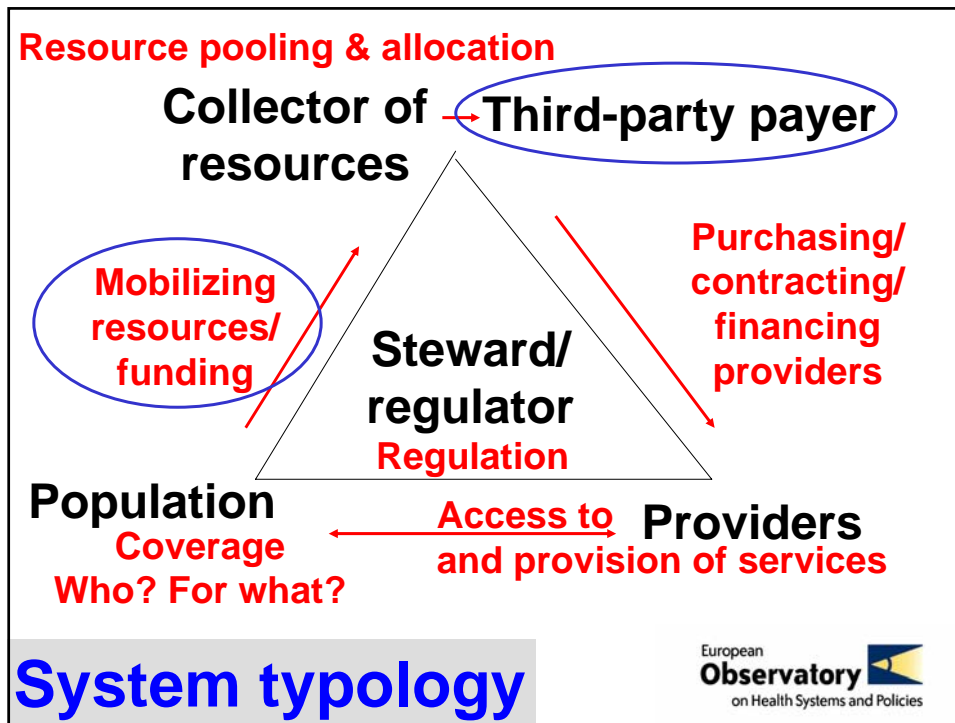 Resource pooling & allocation
Collector of
resources
Third-party payer
Mobilizing
resources/
funding
Purchasing/
contracting/
financing
providers
Steward/
regulator
Regulation
Population
Coverage
Who? For what?
Access to
and provision of services
Providers
System typology
European
Observatory
on Health Systems and Policies